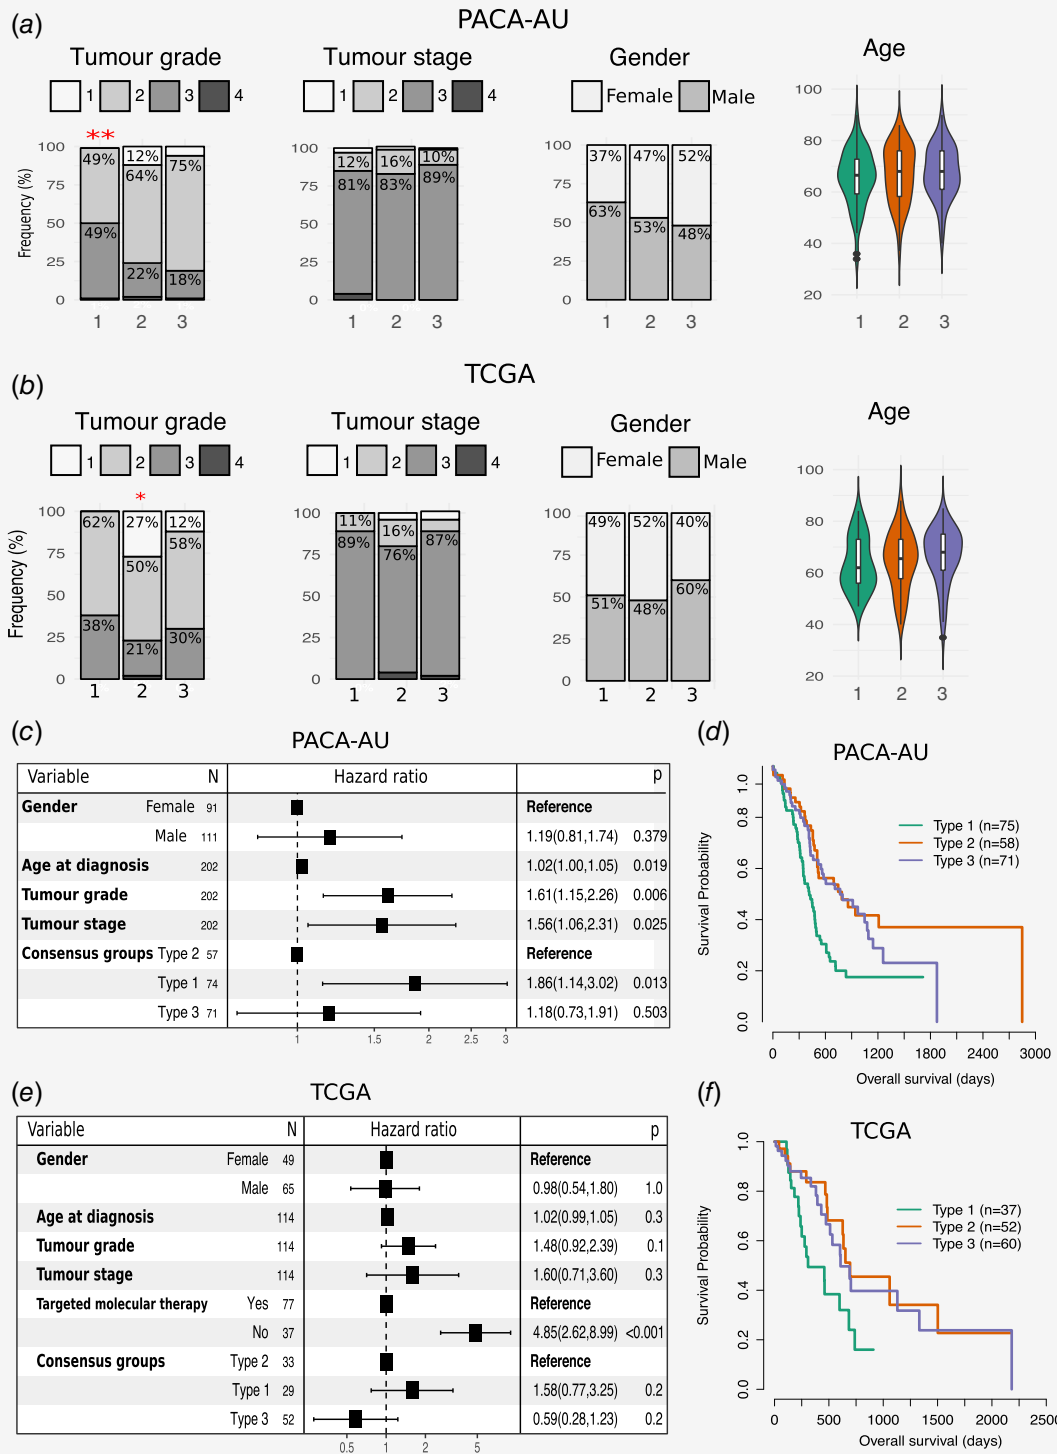 (a)
PACA-AU
Tumour grade
1 2 3 4
**
Frequency (%)
100
75
50
25
0
49%
49%
12%
64%
22%
75%
18%
1 2 3
Tumour stage
1 2 3 4
100
75
50
25
0
12%
81%
16%
83%
10%
89%
1 2 3
Gender
Female Male
100
75
50
25
0
37%
63%
47%
53%
52%
48%
1 2 3
Age
100
80
60
40
20
1 2 3
(b)
TCGA
Tumour grade
1 2 3 4
*
Frequency (%)
100
75
50
25
0
62%
38%
27%
50%
21%
12%
58%
30%
1 2 3
Tumour stage
1 2 3 4
100
75
50
25
0
11%
89%
16%
76%
87%
1 2 3
Gender
Female Male
100
75
50
25
0
49%
51%
52%
48%
40%
60%
1 2 3
Age
100
80
60
40
20
1 2 3
(c)
PACA-AU
Variable N Hazard ratio p
Gender Female 91 Reference
Male 111 1.19(0.81,1.74) 0.379
Age at diagnosis 202 1.02(1.00,1.05) 0.019
Tumour grade 202 1.61(1.15,2.26) 0.006
Tumour stage 202 1.56(1.06,2.31) 0.025
Consensus groups Type 2 57 Reference
Type 1 74 1.86(1.14,3.02) 0.013
Type 3 71 1.18(0.73,1.91) 0.503
1 1.5 2 2.5 3
(d)
PACA-AU
Survival Probability
1.0
0.8
0.6
0.4
0.2
0.0
Type 1 (n=75)
Type 2 (n=58)
Type 3 (n=71)
0 600 1200 1800 2400 3000
Overall survival (days)
(e)
TCGA
Variable N Hazard ratio p
Gender Female 49 Reference
Male 65 0.98(0.54,1.80) 1.0
Age at diagnosis 114 1.02(0.99,1.05) 0.3
Tumour grade 114 1.48(0.92,2.39) 0.1
Tumour stage 114 1.60(0.71,3.60) 0.3
Targeted molecular therapy Yes 77 Reference
No 37 4.85(2.62,8.99) <0.001
Consensus groups Type 2 33 Reference
Type 1 29 1.58(0.77,3.25) 0.2
Type 3 52 0.59(0.28,1.23) 0.2
0.5 1 2 5
(f)
TCGA
Survival Probability
1.0
0.8
0.6
0.4
0.2
0.0
Type 1 (n=37)
Type 2 (n=52)
Type 3 (n=60)
0 500 1000 1500 2000 2500
Overall survival (days)